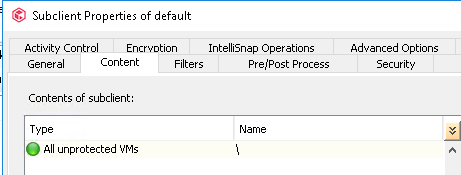 Subclient Properties of default
Activity Control Encryption IntelliSnap Operations Advanced Options
General Content Filters Pre/Post Process Security
Contents of subclient:
Type Name
All unprotected VMs \